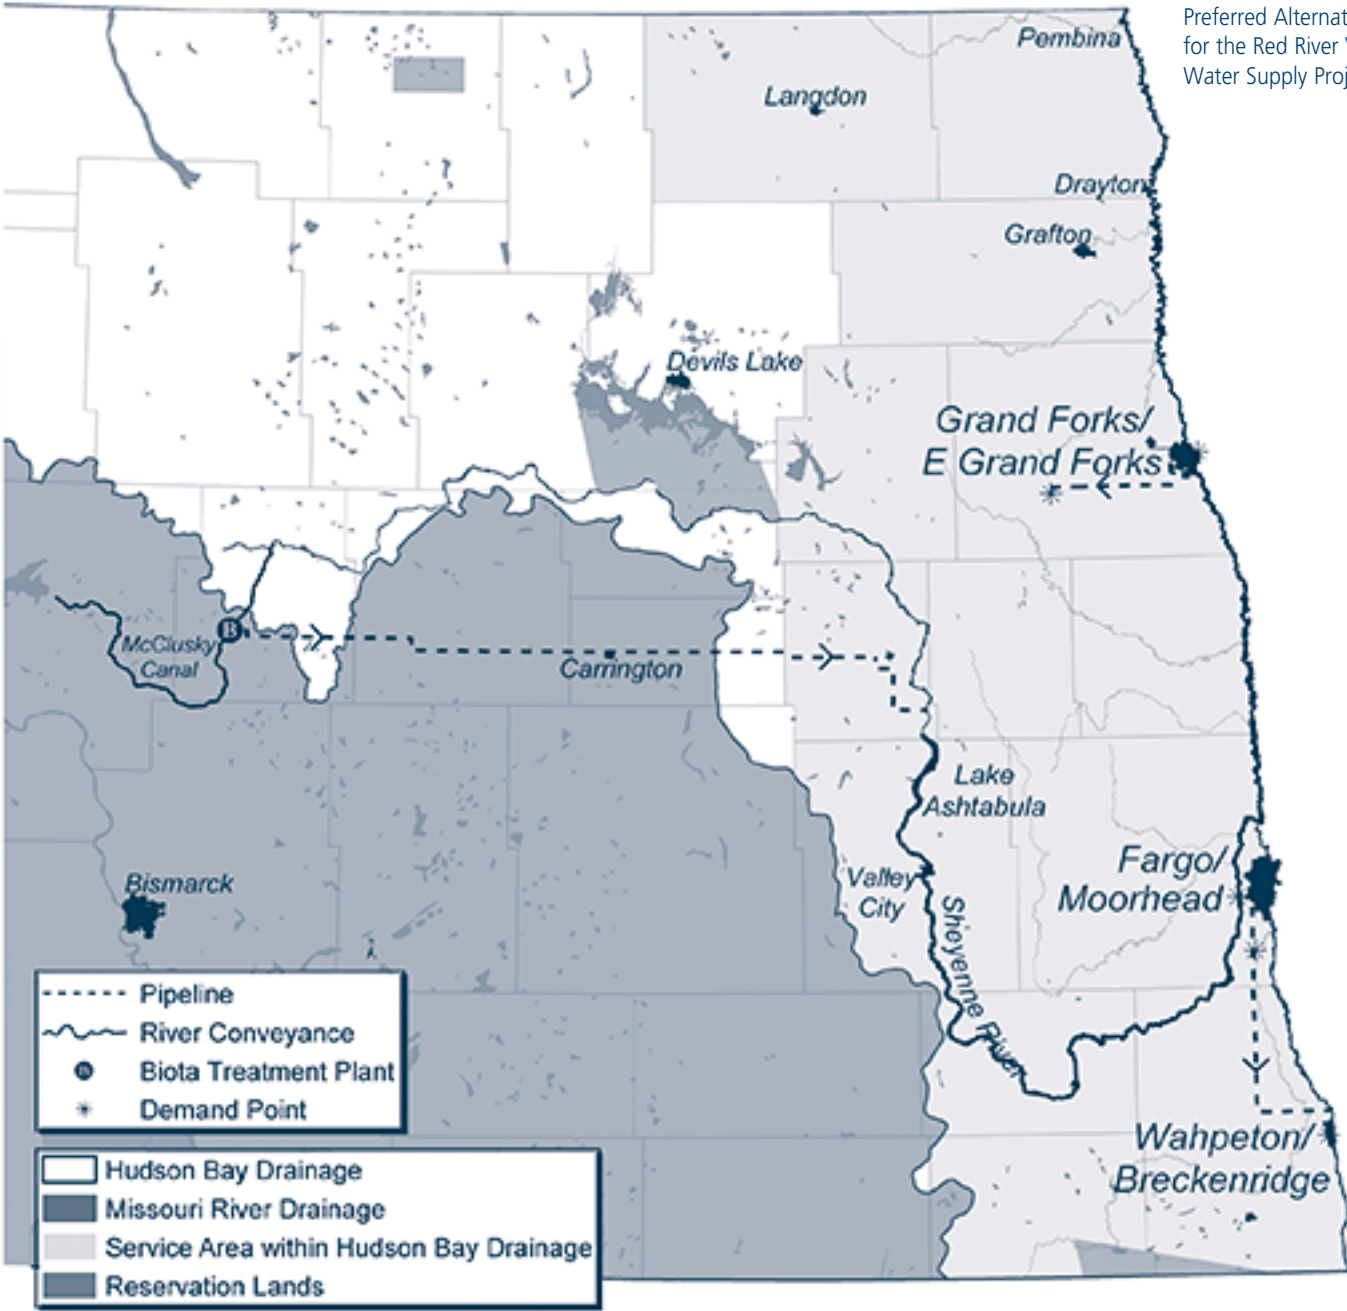 Preferred Alternat
for the Red River
Water Supply Proj
Pembina
Langdon
Drayton
Grafton
Devils Lake
Grand Forks/
E Grand Forks
McClusky
Canal
B
Carrington
Lake
Ashtabula
Bismarck
Valley
City
Fargo/
Moorhead
Sheyenne River
Pipeline
River Conveyance
B Biota Treatment Plant
Demand Point
Wahpeton/
Breckenridge
Hudson Bay Drainage
Missouri River Drainage
Service Area within Hudson Bay Drainage
Reservation Lands